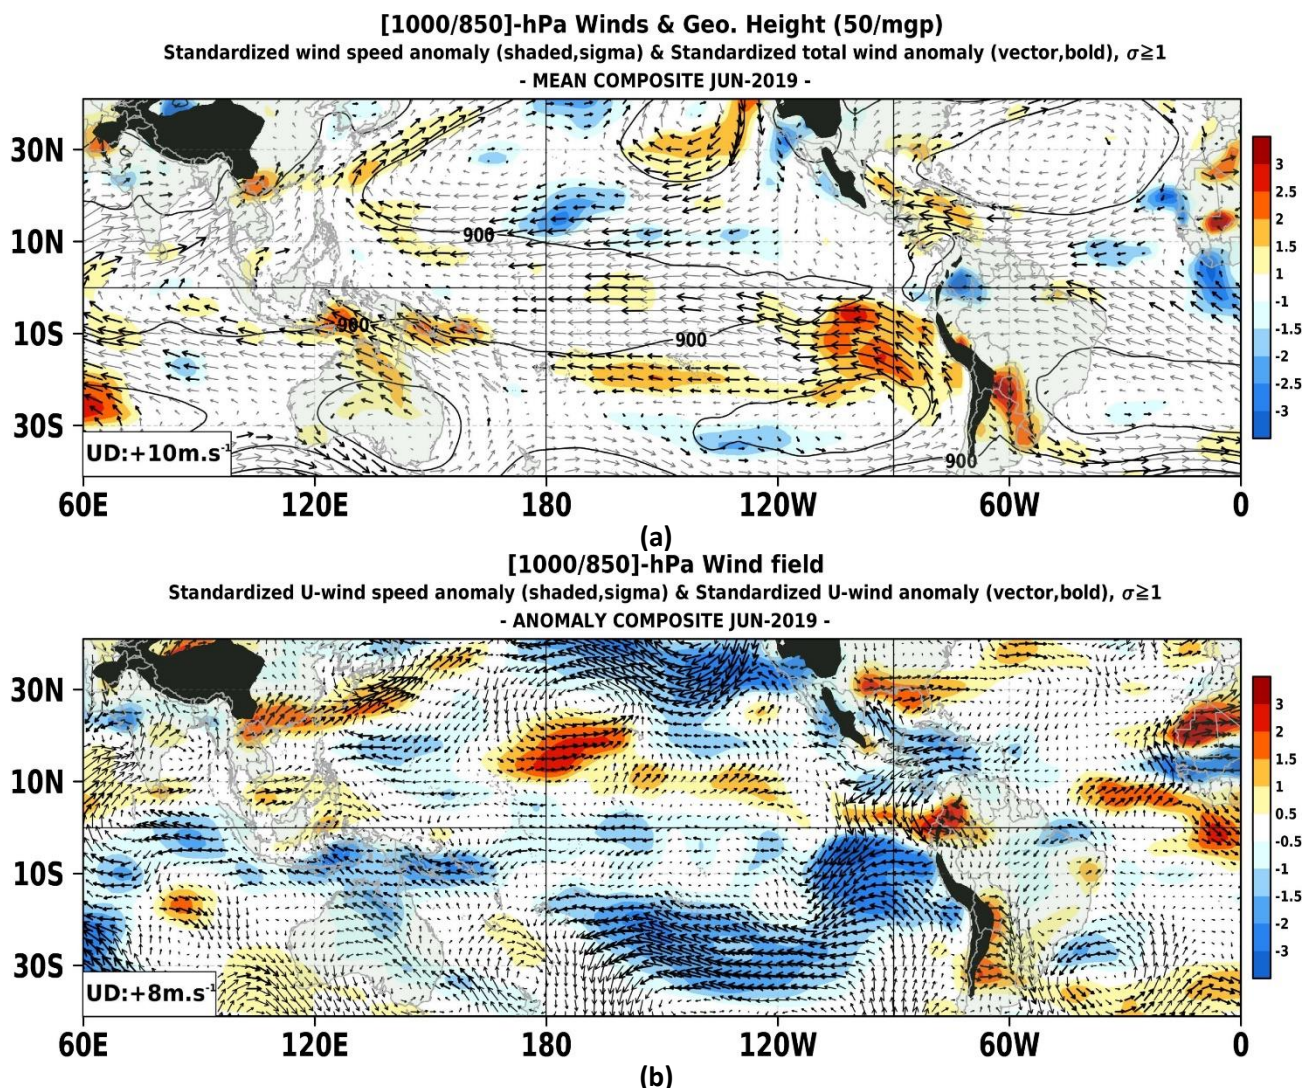 [1000/850]-hPa Winds & Geo. Height (50/mgp)
Standardized wind speed anomaly (shaded,sigma) & Standardized total wind anomaly (vector,bold), σ≧1
- MEAN COMPOSITE JUN-2019 -
30N
10N
10S
30S
900
900
900
900
UD:+10m.s⁻¹
60E 120E 180 120W 60W 0
3
2
1.5
1
-1
-1.5
-2
-3
(a)
[1000/850]-hPa Wind field
Standardized U-wind speed anomaly (shaded,sigma) & Standardized U-wind anomaly (vector,bold), σ≧1
- ANOMALY COMPOSITE JUN-2019 -
30N
10N
10S
30S
UD:+8m.s⁻¹
60E 120E 180 120W 60W 0
3
2
1.5
1
0.5
-0.5
-1
-1.5
-2
-3
(b)